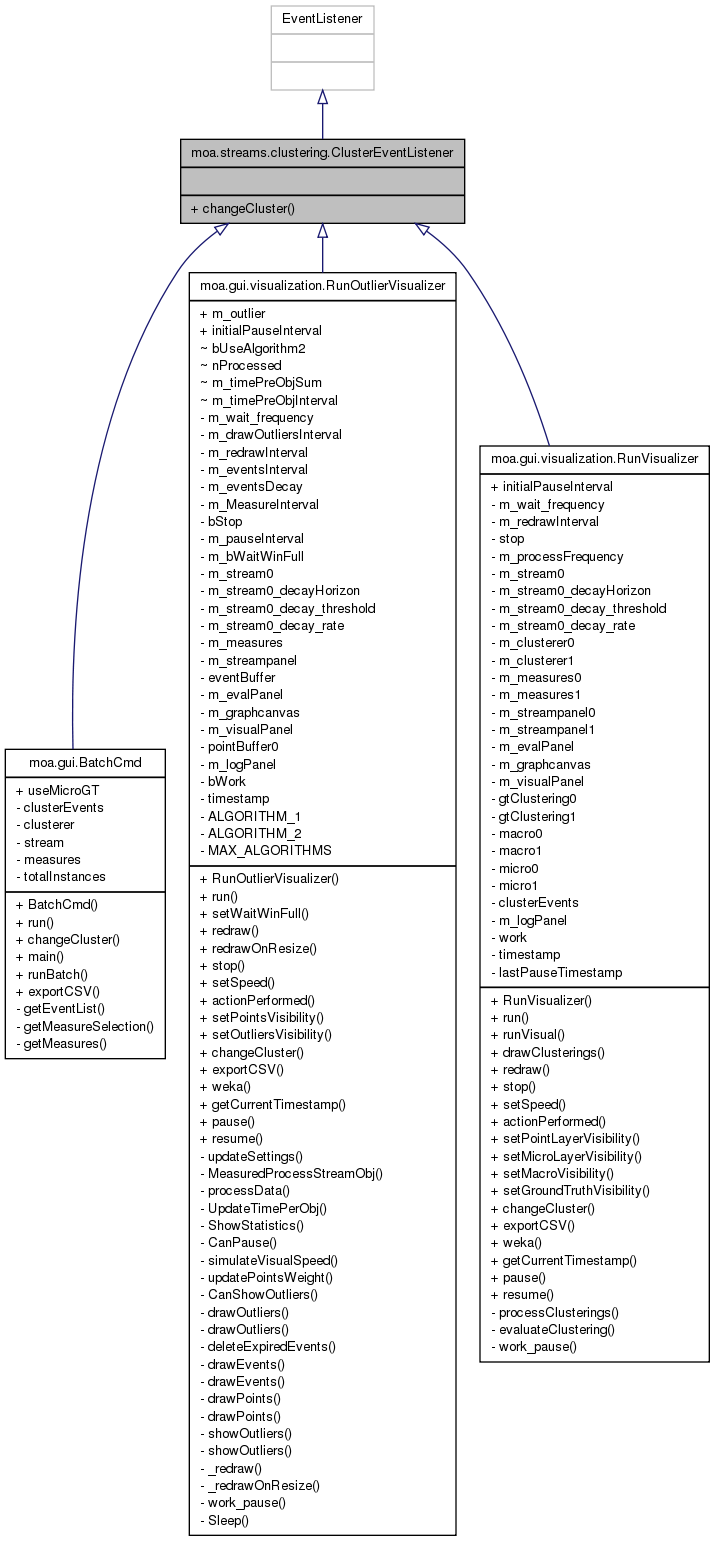 EventListener
moa.streams.clustering.ClusterEventListener
+ changeCluster()
moa.gui.BatchCmd
+ useMicroGT
- clusterEvents
- clusterer
- stream
- measures
- totalInstances
+ BatchCmd()
+ run()
+ changeCluster()
+ main()
+ runBatch()
+ exportCSV()
- getEventList()
- getMeasureSelection()
- getMeasures()
moa.gui.visualization.RunOutlierVisualizer
+ m_outlier
+ initialPauseInterval
~ bUseAlgorithm2
~ nProcessed
~ m_timePreObjSum
~ m_timePreObjInterval
- m_wait_frequency
- m_drawOutliersInterval
- m_redrawInterval
- m_eventsInterval
- m_eventsDecay
- m_MeasureInterval
- bStop
- m_pauseInterval
- m_bWaitWinFull
- m_stream0
- m_stream0_decayHorizon
- m_stream0_decay_threshold
- m_stream0_decay_rate
- m_measures
- m_streampanel
- eventBuffer
- m_evalPanel
- m_graphcanvas
- m_visualPanel
- pointBuffer0
- m_logPanel
- bWork
- timestamp
- ALGORITHM_1
- ALGORITHM_2
- MAX_ALGORITHMS
+ RunOutlierVisualizer()
+ run()
+ setWaitWinFull()
+ redraw()
+ redrawOnResize()
+ stop()
+ setSpeed()
+ actionPerformed()
+ setPointsVisibility()
+ setOutliersVisibility()
+ changeCluster()
+ exportCSV()
+ weka()
+ getCurrentTimestamp()
+ pause()
+ resume()
- updateSettings()
- MeasuredProcessStreamObj()
- processData()
- UpdateTimePerObj()
- ShowStatistics()
- CanPause()
- simulateVisualSpeed()
- updatePointsWeight()
- CanShowOutliers()
- drawOutliers()
- drawOutliers()
- deleteExpiredEvents()
- drawEvents()
- drawEvents()
- drawPoints()
- drawPoints()
- showOutliers()
- showOutliers()
- _redraw()
- _redrawOnResize()
- work_pause()
- Sleep()
moa.gui.visualization.RunVisualizer
+ initialPauseInterval
- m_wait_frequency
- m_redrawInterval
- stop
- m_processFrequency
- m_stream0
- m_stream0_decayHorizon
- m_stream0_decay_threshold
- m_stream0_decay_rate
- m_clusterer0
- m_clusterer1
- m_measures0
- m_measures1
- m_streampanel0
- m_streampanel1
- m_evalPanel
- m_graphcanvas
- m_visualPanel
- gtClustering0
- gtClustering1
- macro0
- macro1
- micro0
- micro1
- clusterEvents
- m_logPanel
- work
- timestamp
- lastPauseTimestamp
+ RunVisualizer()
+ run()
+ runVisual()
+ drawClusterings()
+ redraw()
+ stop()
+ setSpeed()
+ actionPerformed()
+ setPointLayerVisibility()
+ setMicroLayerVisibility()
+ setMacroVisibility()
+ setGroundTruthVisibility()
+ changeCluster()
+ exportCSV()
+ weka()
+ getCurrentTimestamp()
+ pause()
+ resume()
- processClusterings()
- evaluateClustering()
- work_pause()